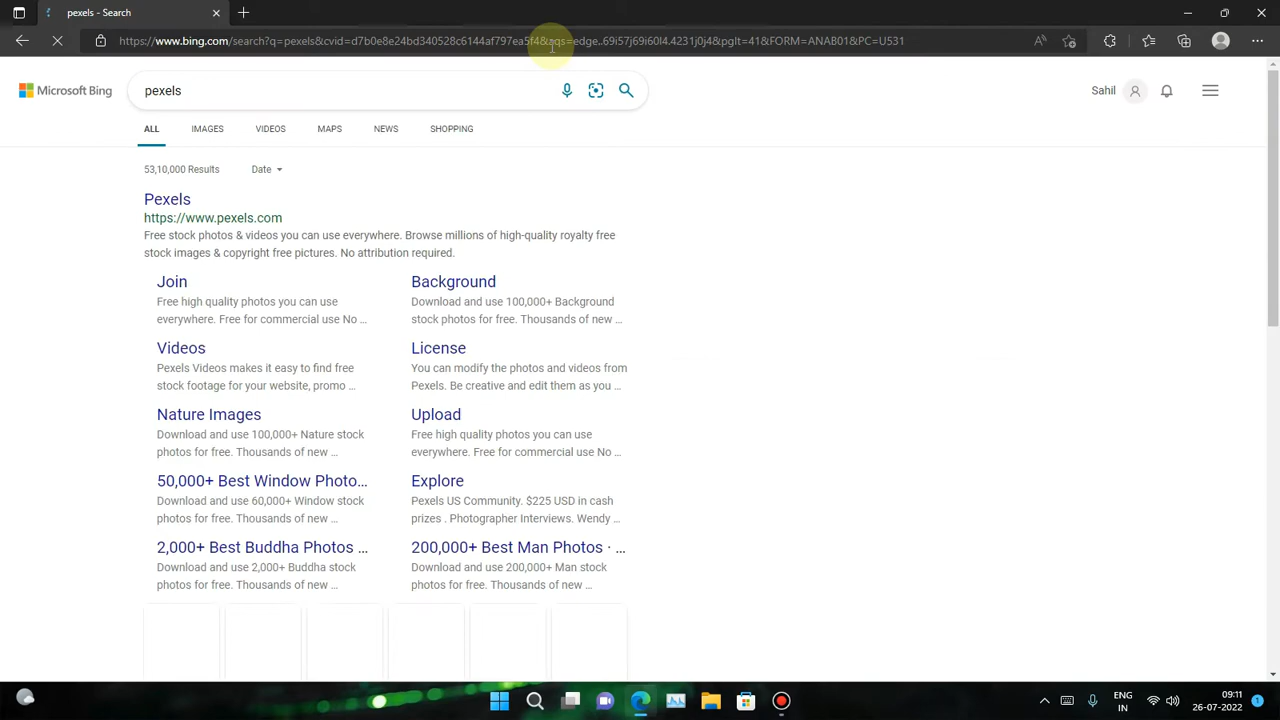 pexels - Search
https://www.bing.com/search?q=pexels&cvid=d7b0e8e24bd340528c6144af797ea5f4&aqs=edge..69i57j69i60l4.4231j0j4&pglt=41&FORM=ANAB01&PC=U531
Microsoft Bing
pexels
Sahil
ALL
IMAGES
VIDEOS
MAPS
NEWS
SHOPPING
53,10,000 Results
Date
Pexels
https://www.pexels.com
Free stock photos & videos you can use everywhere. Browse millions of high-quality royalty free
stock images & copyright free pictures. No attribution required.
Join
Free high quality photos you can use
everywhere. Free for commercial use No ...
Background
Download and use 100,000+ Background
stock photos for free. Thousands of new ...
Videos
Pexels Videos makes it easy to find free
stock footage for your website, promo ...
License
You can modify the photos and videos from
Pexels. Be creative and edit them as you ...
Nature Images
Download and use 100,000+ Nature stock
photos for free. Thousands of new ...
Upload
Free high quality photos you can use
everywhere. Free for commercial use No ...
50,000+ Best Window Photo...
Download and use 60,000+ Window stock
photos for free. Thousands of new ...
Explore
Pexels US Community. $225 USD in cash
prizes . Photographer Interviews. Wendy ...
2,000+ Best Buddha Photos ...
Download and use 2,000+ Buddha stock
photos for free. Thousands of new ...
200,000+ Best Man Photos · ...
Download and use 200,000+ Man stock
photos for free. Thousands of new ...
ENG
IN
09:11
26-07-2022
1